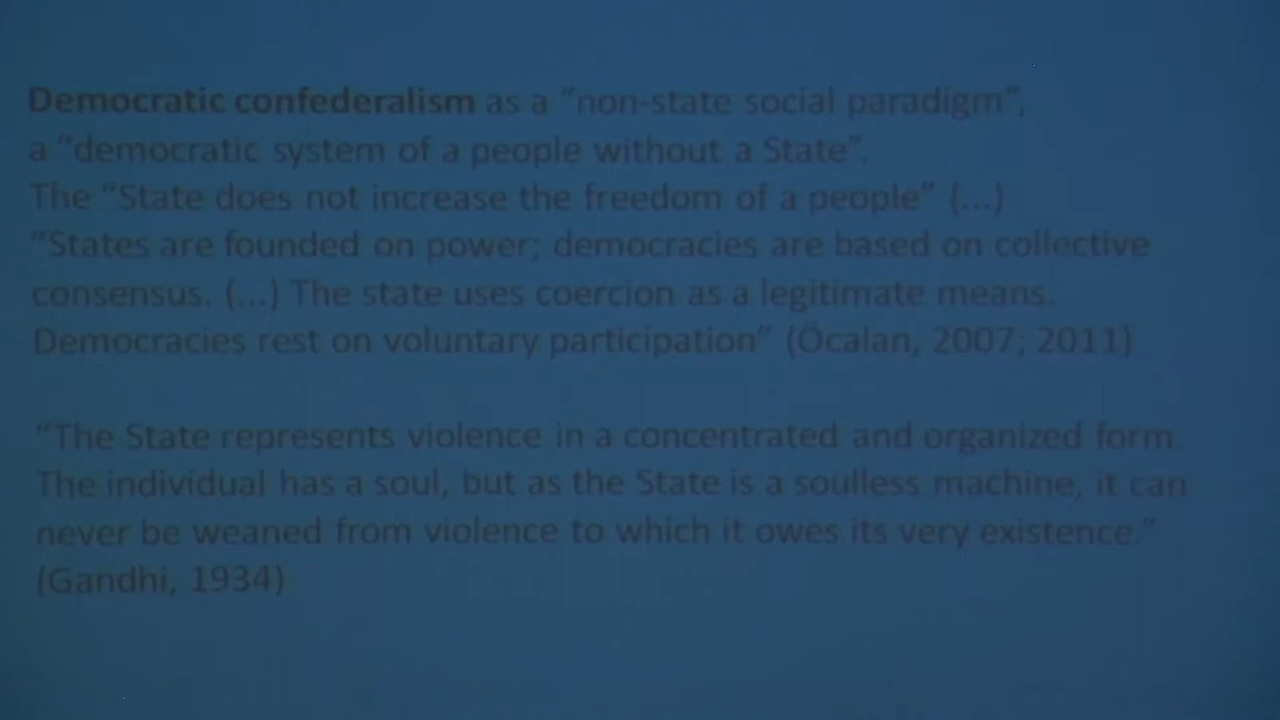 Democratic confederalism as a “non-state social paradigm”,
a “democratic system of a people without a State”.
The “State does not increase the freedom of a people” (...)
“States are founded on power; democracies are based on collective
consensus. (...) The state uses coercion as a legitimate means.
Democracies rest on voluntary participation” (Öcalan, 2007; 2011)
“The State represents violence in a concentrated and organized form.
The individual has a soul, but as the State is a soulless machine, it can
never be weaned from violence to which it owes its very existence.”
(Gandhi, 1934)